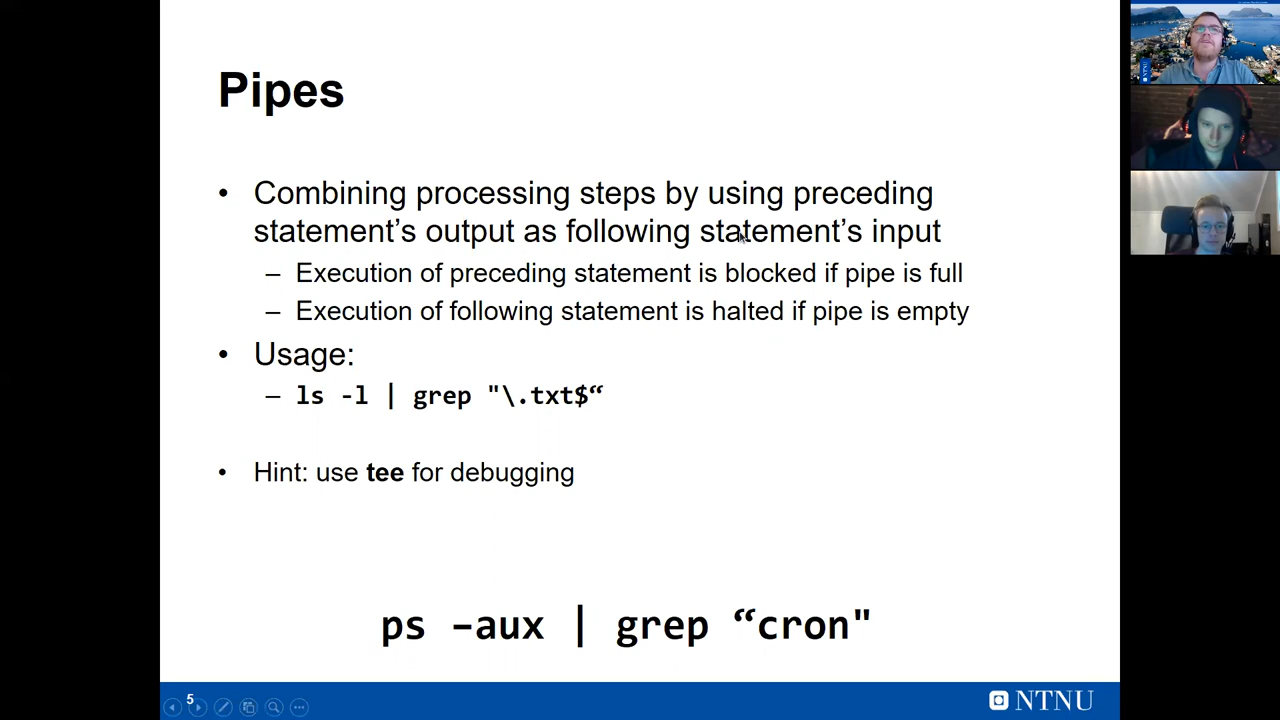 Pipes
• Combining processing steps by using preceding
statement’s output as following statement’s input
– Execution of preceding statement is blocked if pipe is full
– Execution of following statement is halted if pipe is empty
• Usage:
– ls -l | grep "\.txt$“
• Hint: use tee for debugging
ps –aux | grep “cron"
5
NTNU
NTNU